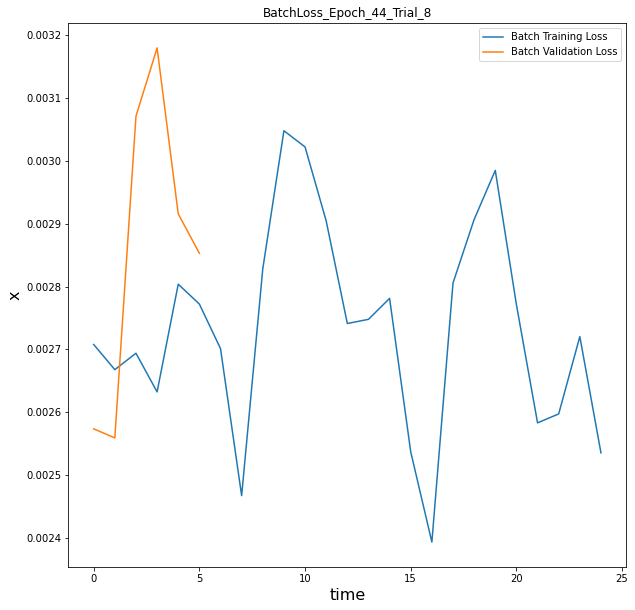 BatchLoss_Epoch_44_Trial_8
Batch Training Loss
Batch Validation Loss
0.0032
0.0031
0.0030
0.0029
0.0028
0.0027
0.0026
0.0025
0.0024
x
0 5 10 15 20 25
time